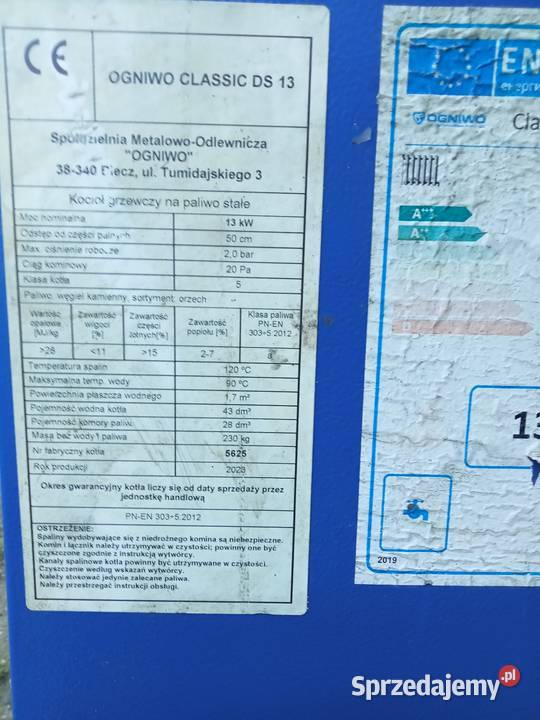 CE
OGNIWO CLASSIC DS 13
Spółdzielnia Metalowo-Odlewnicza
"OGNIWO"
38-340 Biecz, ul. Tumidajskiego 3
Kocioł grzewczy na paliwo stałe
Moc nominalna 13 kW
Odstęp od części palnych 50 cm
Max. ciśnienie robocze 2,0 bar
Ciąg kominowy 20 Pa
Klasa kotła 5
Paliwo: węgiel kamienny, sortyment: orzech
Wartość opałowa [MJ/kg] Zawartość wilgoci [%] Zawartość części lotnych[%] Zawartość popiołu [%] Klasa paliwa PN-EN 303÷5:2012
>28 <11 >15 2-7 a
Temperatura spalin 120 ºC
Maksymalna temp. wody 90 ºC
Powierzchnia płaszcza wodnego 1,7 m²
Pojemność wodna kotła 43 dm³
Pojemność komory paliw. 28 dm³
Masa bez wody i paliwa 230 kg
Nr fabryczny kotła 5625
Rok produkcji 2023
Okres gwarancyjny kotła liczy się od daty sprzedaży przez
jednostkę handlową
PN-EN 303÷5:2012
OSTRZEŻENIE:
Spaliny wydobywające się z niedrożnego komina są niebezpieczne.
Komin i łącznik należy utrzymywać w czystości; powinny one być
czyszczone zgodnie z instrukcją wytwórcy.
Kanały spalinowe kotła powinny być utrzymywane w czystości.
Czyszczenie według wskazań wytwórcy.
Należy stosować jedynie zalecane paliwa.
Należy przestrzegać instrukcji obsługi.
EN
OGNIWO Cla
A+++
A++
13
2019
Sprzedajemy.pl